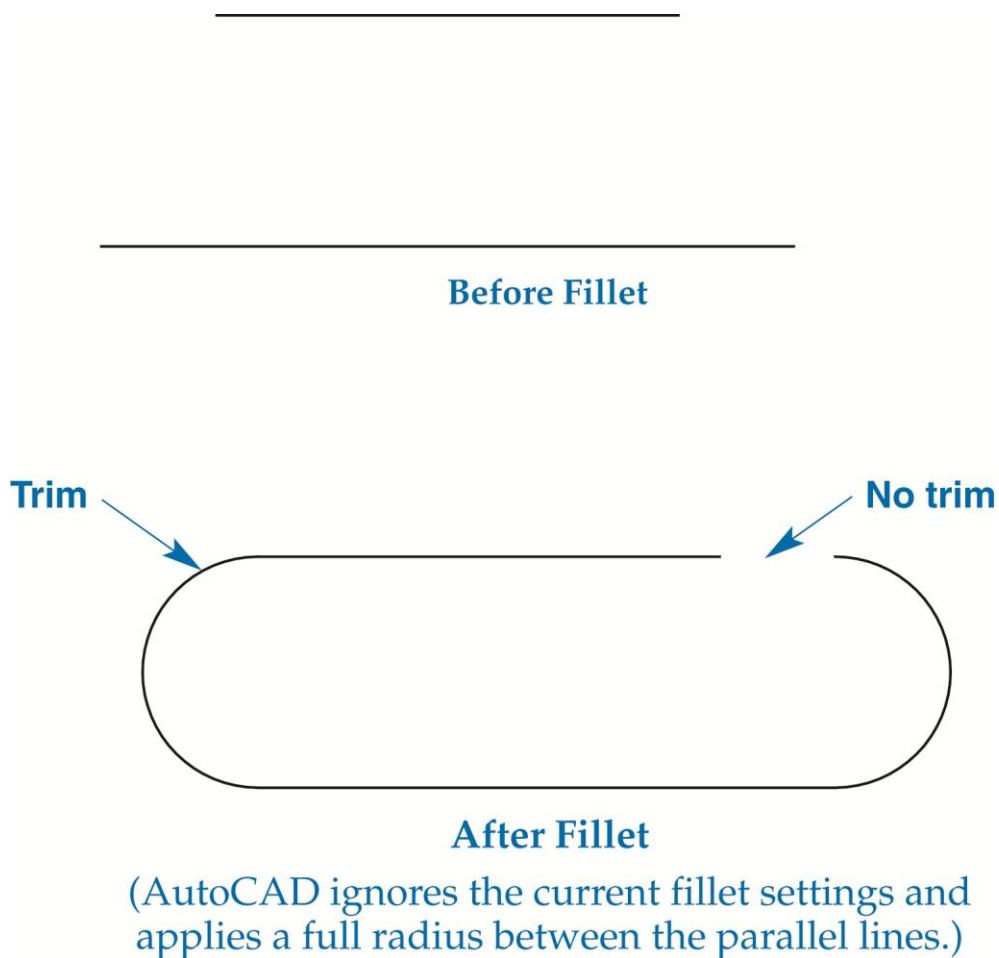 Before Fillet
Trim
No trim
After Fillet
(AutoCAD ignores the current fillet settings and
applies a full radius between the parallel lines.)